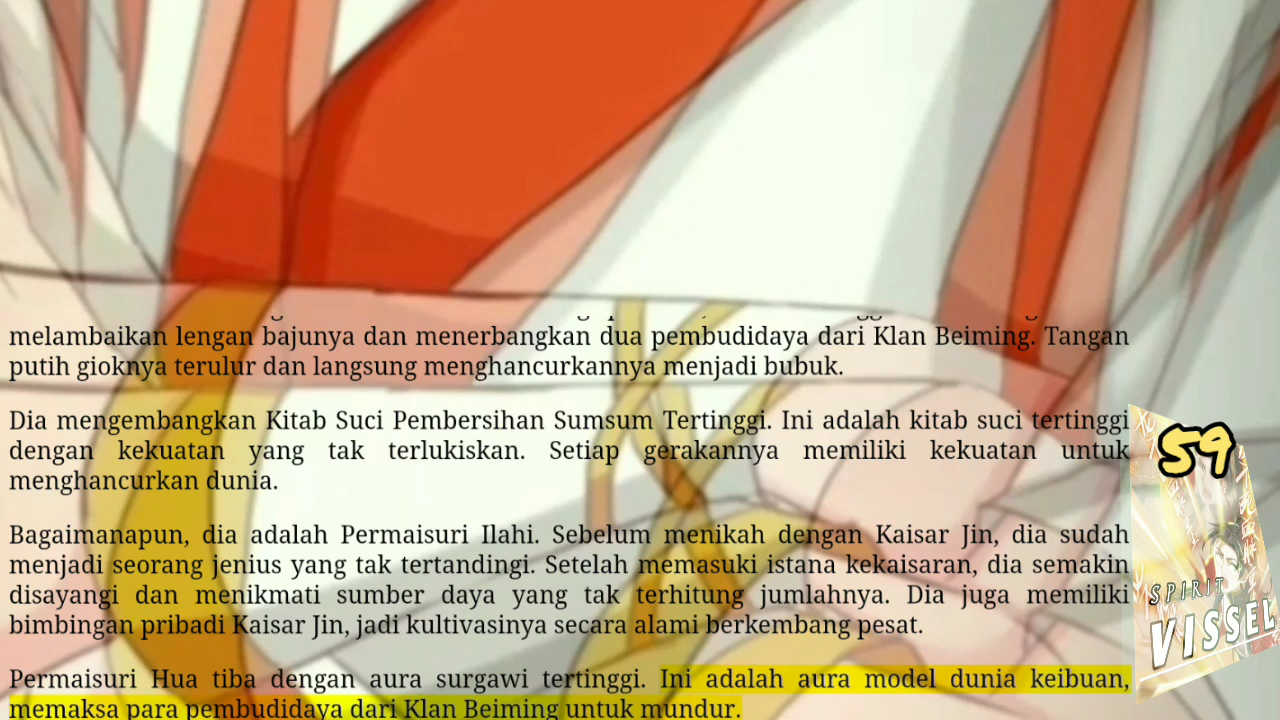 melambaikan lengan bajunya dan menerbangkan dua pembudidaya dari Klan Beiming. Tangan
putih gioknya terulur dan langsung menghancurkannya menjadi bubuk.
Dia mengembangkan Kitab Suci Pembersihan Sumsum Tertinggi. Ini adalah kitab suci tertinggi
dengan kekuatan yang tak terlukiskan. Setiap gerakannya memiliki kekuatan untuk
menghancurkan dunia.
Bagaimanapun, dia adalah Permaisuri Ilahi. Sebelum menikah dengan Kaisar Jin, dia sudah
menjadi seorang jenius yang tak tertandingi. Setelah memasuki istana kekaisaran, dia semakin
disayangi dan menikmati sumber daya yang tak terhitung jumlahnya. Dia juga memiliki
bimbingan pribadi Kaisar Jin, jadi kultivasinya secara alami berkembang pesat.
Permaisuri Hua tiba dengan aura surgawi tertinggi. Ini adalah aura model dunia keibuan,
memaksa para pembudidaya dari Klan Beiming untuk mundur.
59
SPIRIT
VISSEL